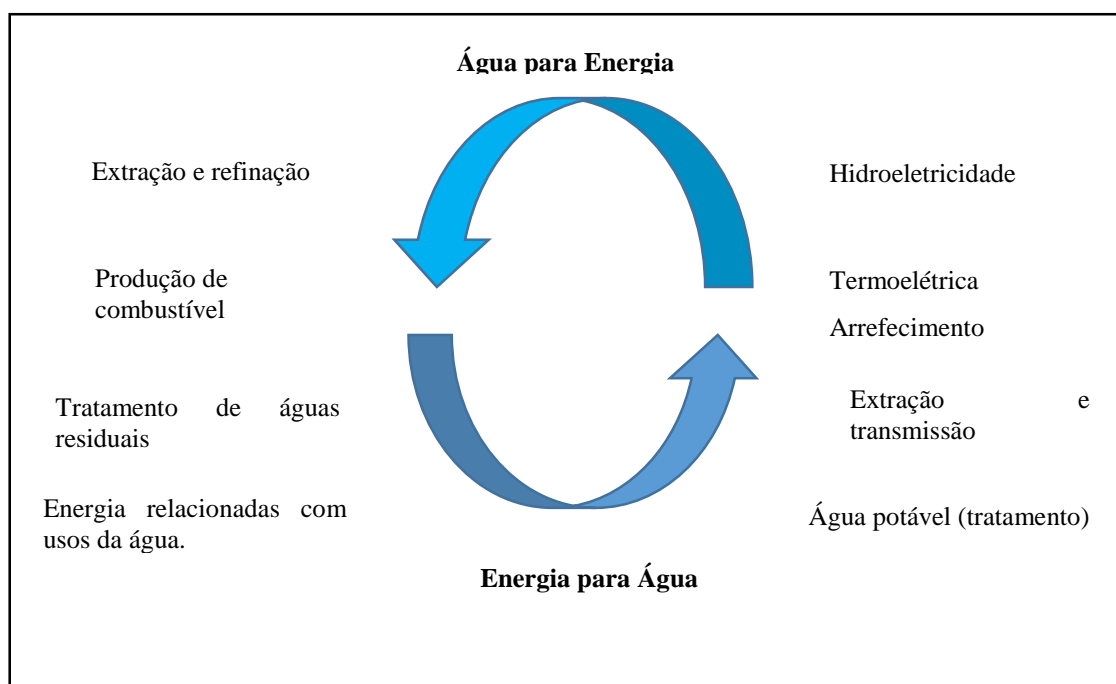 Água para Energia
Extração e refinação
Hidroeletricidade
Produção de
combustível
Termoelétrica
Arrefecimento
Tratamento de águas
residuais
Extração e
transmissão
Energia relacionadas com
usos da água.
Água potável (tratamento)
Energia para Água